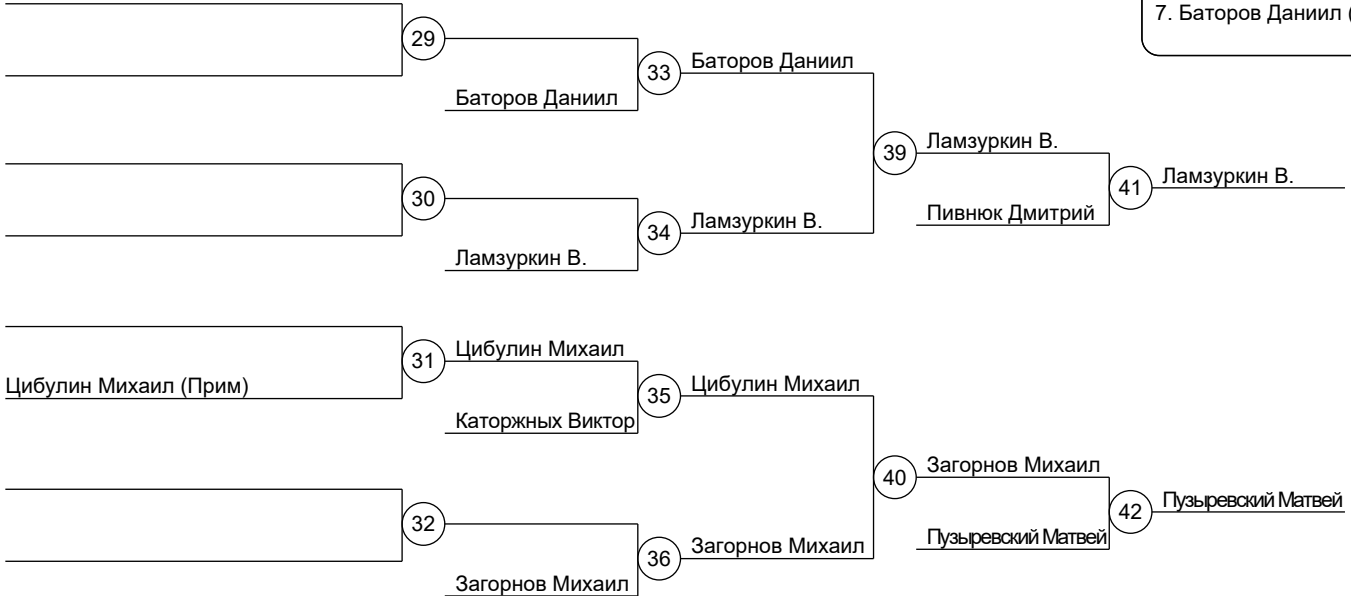 7. Баторов Даниил (
29
33
Баторов Даниил
Баторов Даниил
39
Ламзуркин В.
41
Ламзуркин В.
30
34
Ламзуркин В.
Пивнюк Дмитрий
Ламзуркин В.
31
Цибулин Михаил
Цибулин Михаил (Прим)
35
Цибулин Михаил
Каторжных Виктор
40
Загорнов Михаил
42
Пузыревский Матвей
32
36
Загорнов Михаил
Пузыревский Матвей
Загорнов Михаил